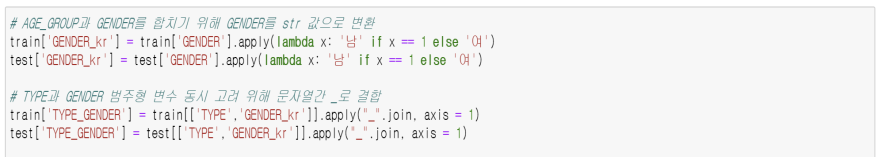 # AGE_GROUP과 GENDER를 합치기 위해 GENDER를 str 값으로 변환
train['GENDER_kr'] = train['GENDER'].apply(lambda x: '남' if x == 1 else '여')
test['GENDER_kr'] = test['GENDER'].apply(lambda x: '남' if x == 1 else '여')
# TYPE과 GENDER 범주형 변수 동시 고려 위해 문자열간 _로 결합
train['TYPE_GENDER'] = train[['TYPE','GENDER_kr']].apply("_".join, axis = 1)
test['TYPE_GENDER'] = test[['TYPE','GENDER_kr']].apply("_".join, axis = 1)